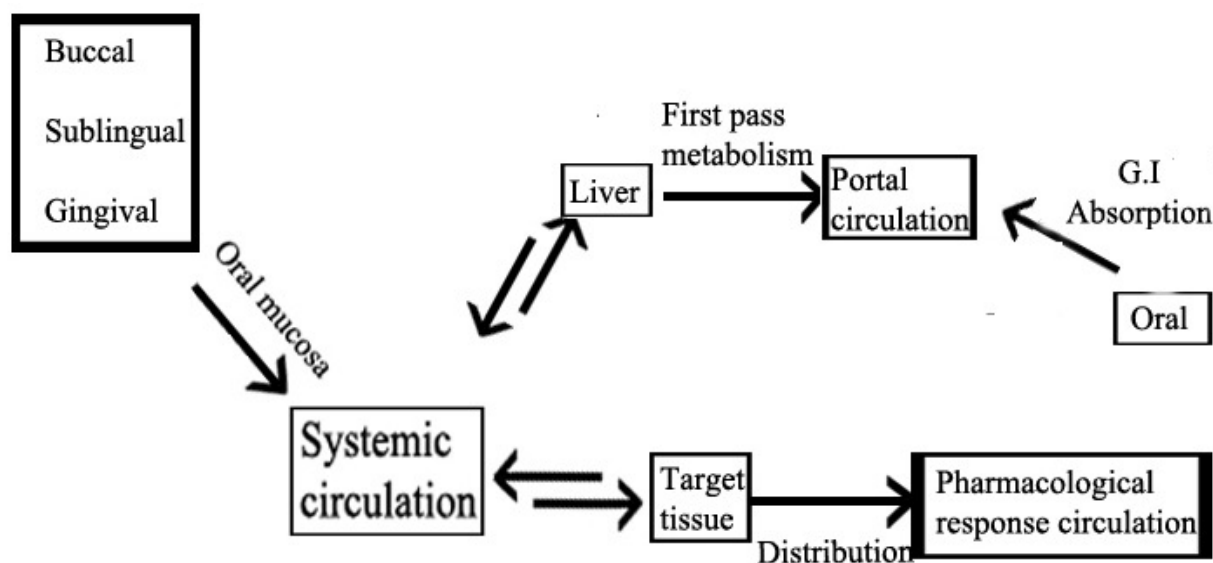 Buccal
Sublingual
Gingival
Oral mucosa
First pass
metabolism
Liver
Portal
circulation
G.I
Absorption
Oral
Systemic
circulation
Target
tissue
Distribution
Pharmacological
response circulation